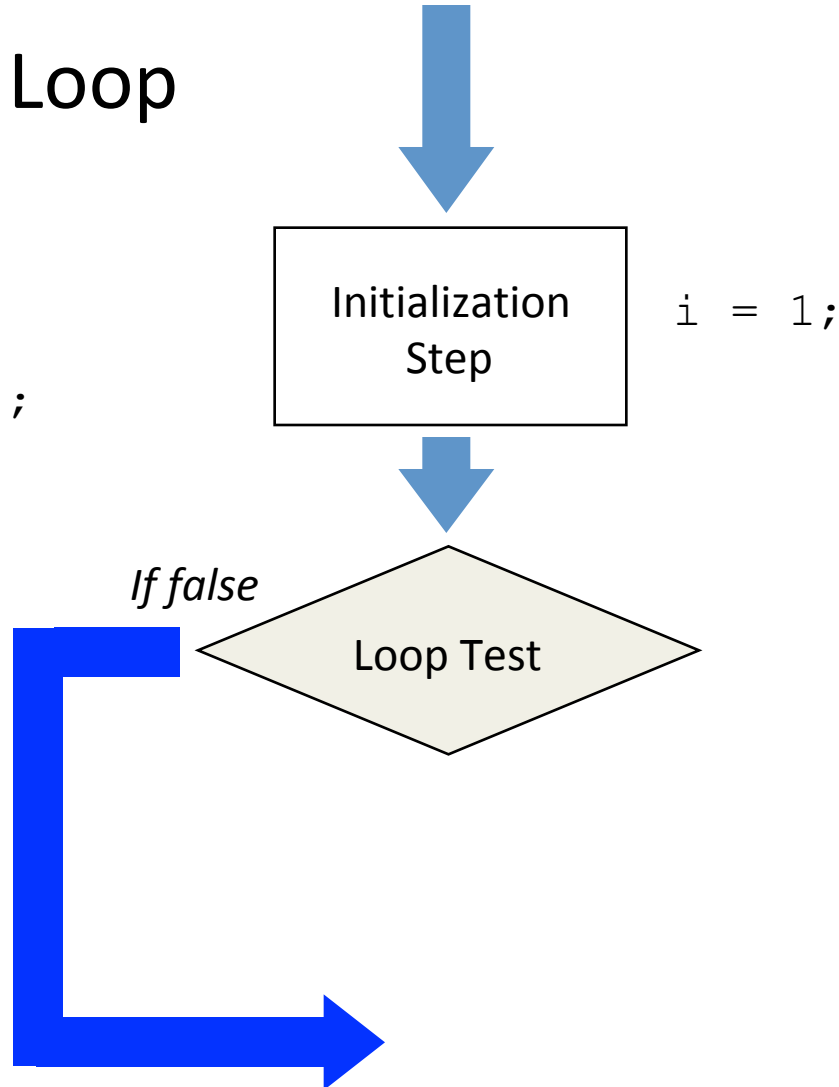 Loop
Initialization
Step
i = 1;
;
If false
Loop Test